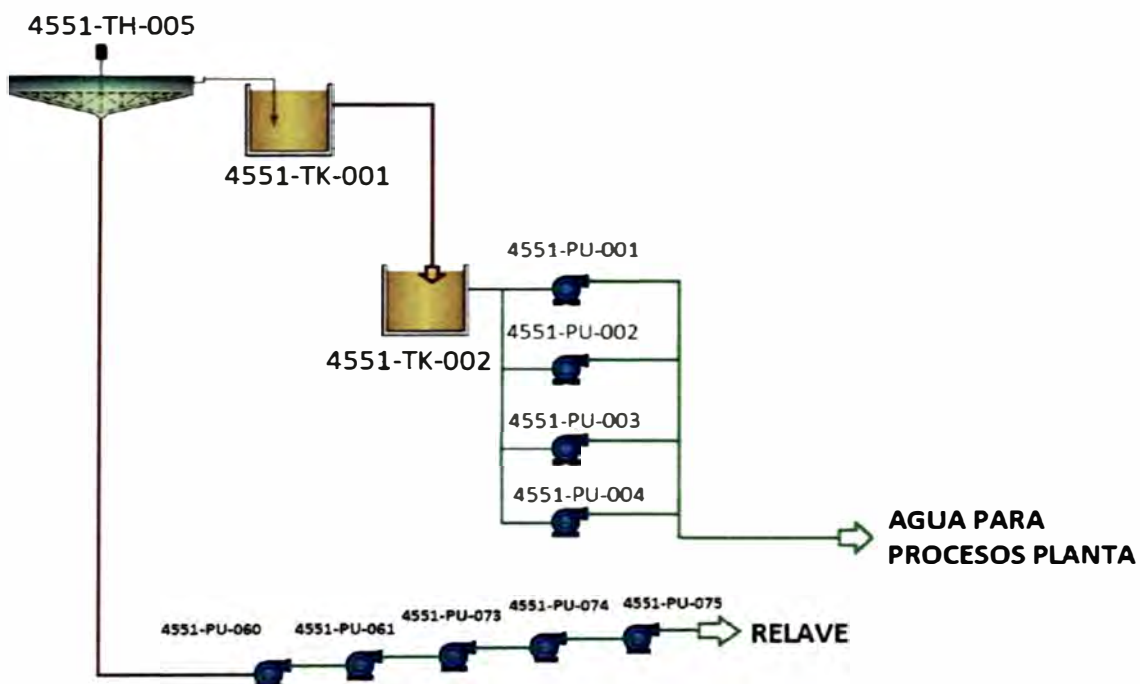 4551-TH-005
4551-TK-001
4551-PU-001
4551-PU-002
4551-TK-002
4551-PU-003
4551-PU-004
AGUA PARA
PROCESOS PLANTA
4551-PU-060
4551-PU-061
4551-PU-073
4551-PU-074
4551-PU-075
RELAVE